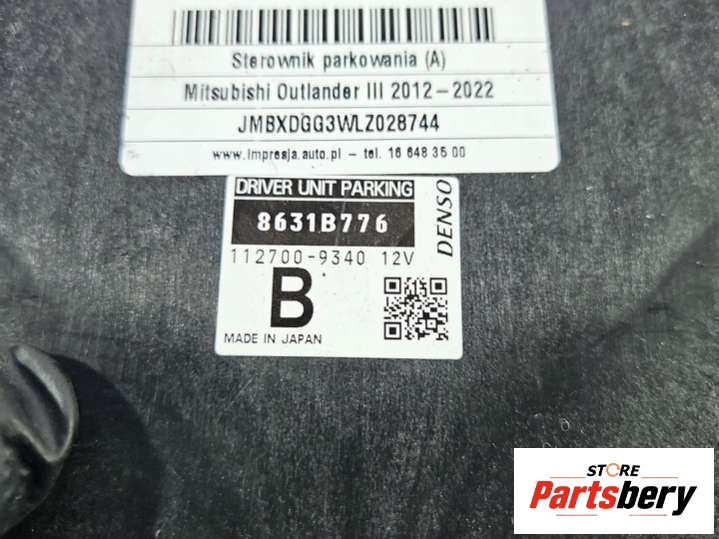 Sterownik parkowania (A)
Mitsubishi Outlander III 2012-2022
JMBXDGG3WLZ028744
www.impresja.auto.pl - tel. 16 648 35 00
DRIVER UNIT PARKING
8631B776
112700-9340 12V
B
MADE IN JAPAN
DENSO
STORE
Partsbery